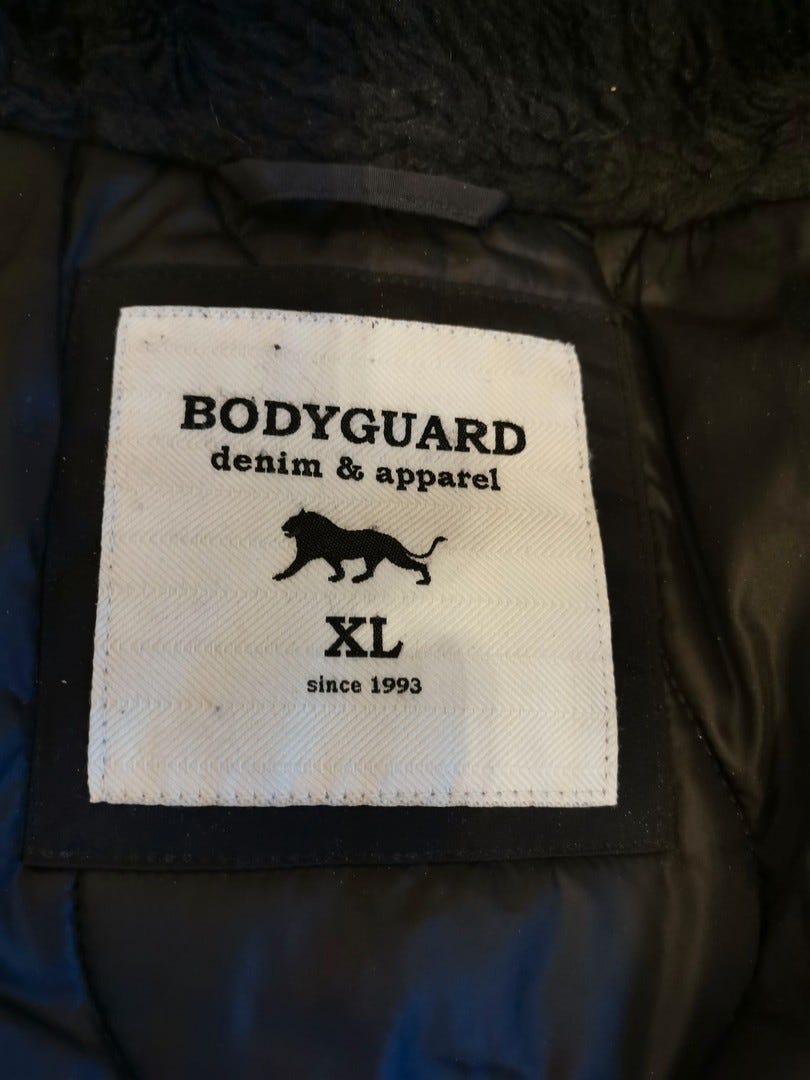 BODYGUARD
denim & apparel
XL
since 1993